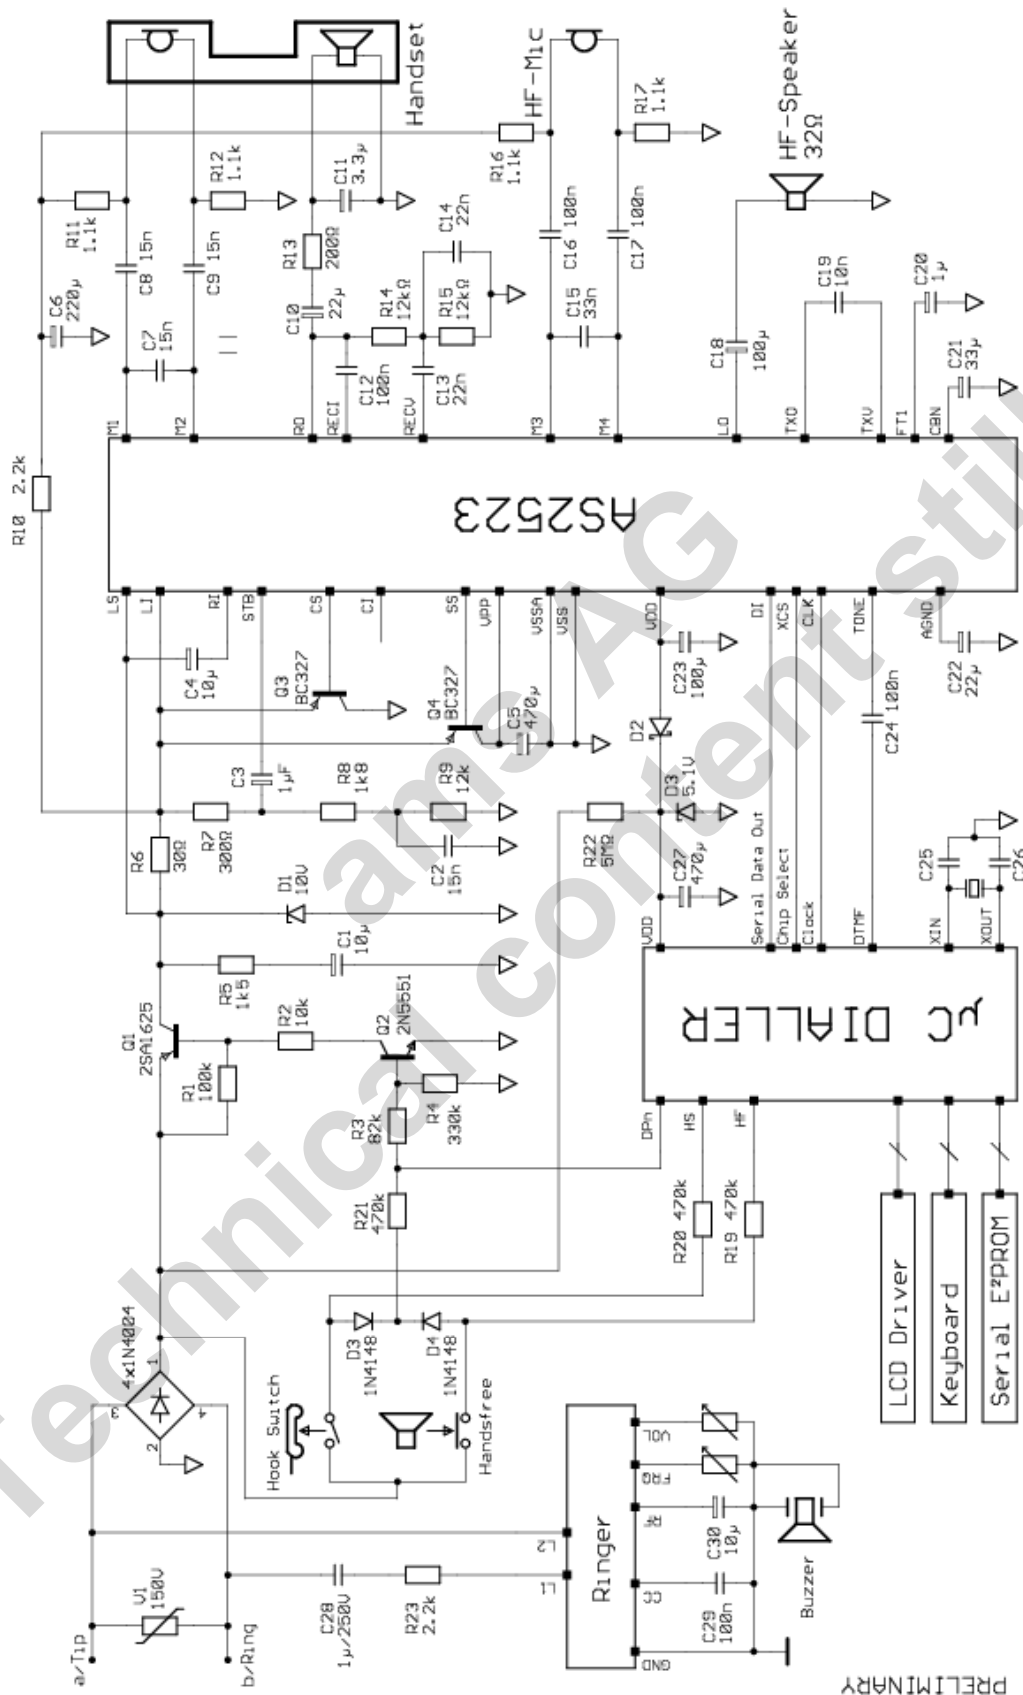 a/Tip
b/Ring
V1
150V
4x1N4004
3
1
2
4
C28
1µ/250V
R23
2.2k
L1
L2
Ringer
GND
CC
RF
FRQ
VOL
C29
100n
C30
10µ
Buzzer
Hook Switch
Handsfree
D3
1N4148
D4
1N4148
R21
470k
R3
82k
R4
330k
Q2
2N5551
R1
100k
Q1
2SA1625
R2
10k
R5
1k5
C1
10µ
D1
10V
R6
30Ω
R7
300Ω
C3
1µF
R8
1k8
R9
12k
C2
15n
C4
10µ
Q3
BC327
Q4
BC327
C5
470µ
R22
5MΩ
D2
D3
5.1V
C27
470µ
C23
100µ
C24 100n
C22
22µ
C25
C26
R20 470k
R19 470k
DPn
HS
HF
VDD
Serial Data Out
Chip Select
Clock
DTMF
XIN
XOUT
µC DIALLER
LCD Driver
Keyboard
Serial E²PROM
LS
LI
RI
STB
CS
CI
SS
VPP
VSSA
VSS
VDD
DI
XCS
CLK
TONE
AGND
AS2523
M1
M2
RO
RECI
RECV
M3
M4
LO
TXO
TXV
FT1
CBN
R10 2.2k
C6
220µ
R11
1.1k
C7
15n
C8 15n
C9 15n
R12
1.1k
C10
22µ
R13
200Ω
C11
3.3µ
C12
100n
R14
12kΩ
R15
12kΩ
C13
22n
C14
22n
Handset
R16
1.1k
HF-Mic
C15
33n
C16 100n
C17 100n
R17
1.1k
C18
100µ
HF-Speaker
32Ω
C19
10n
C20
1µ
C21
33µ
PRELIMINARY
ams AG
Technical content still